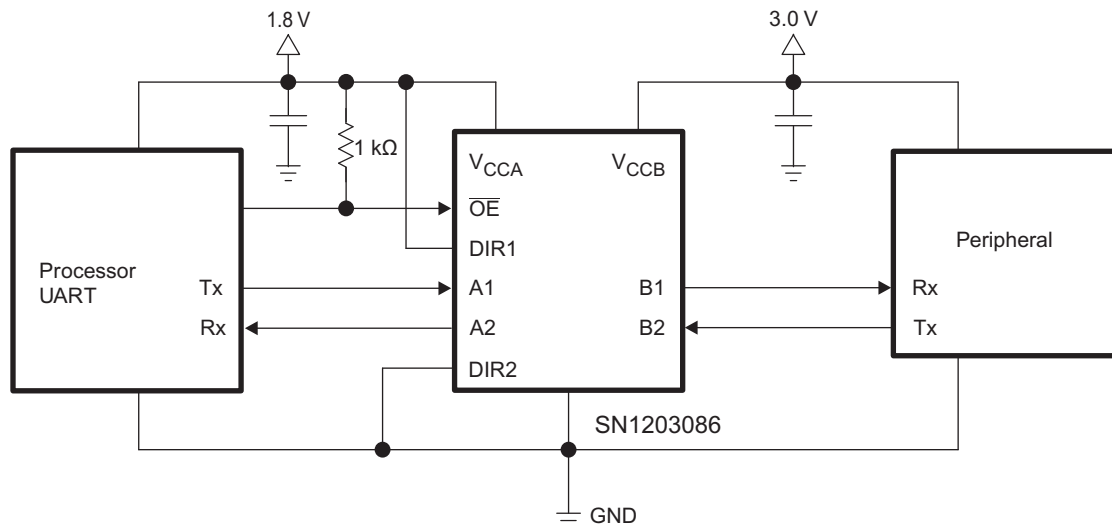 1.8 V
3.0 V
1 kΩ
VCCA
VCCB
OE
DIR1
Peripheral
Processor
UART
Tx
A1
B1
Rx
Rx
A2
B2
Tx
DIR2
SN1203086
GND